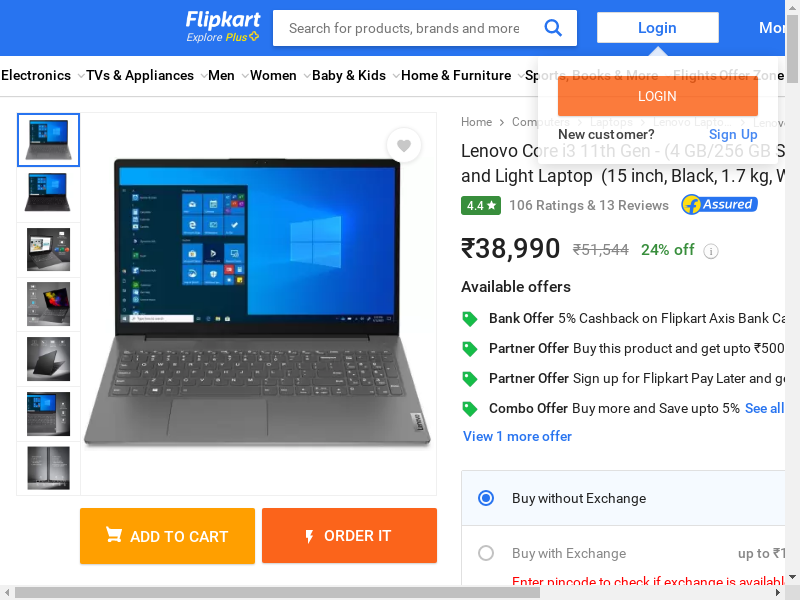 Flipkart
Explore Plus
Search for products, brands and more
Login
Electronics
TVs & Appliances
Men
Women
Baby & Kids
Home & Furniture
Sports, Books & More
Flights
Offer Zone
LOGIN
New customer?
Sign Up
Home
Computers
Laptops
Lenovo Lapto...
Lenovo Core i3 11th Gen - (4 GB/256 GB
and Light Laptop (15 inch, Black, 1.7 kg,
4.4
106 Ratings & 13 Reviews
Assured
₹38,990
₹51,544
24% off
Available offers
Bank Offer 5% Cashback on Flipkart Axis Bank
Partner Offer Buy this product and get upto ₹500
Partner Offer Sign up for Flipkart Pay Later and
Combo Offer Buy more and Save upto 5% See all
View 1 more offer
ADD TO CART
ORDER IT
Buy without Exchange
Buy with Exchange
up to
Enter pincode to check if exchange is